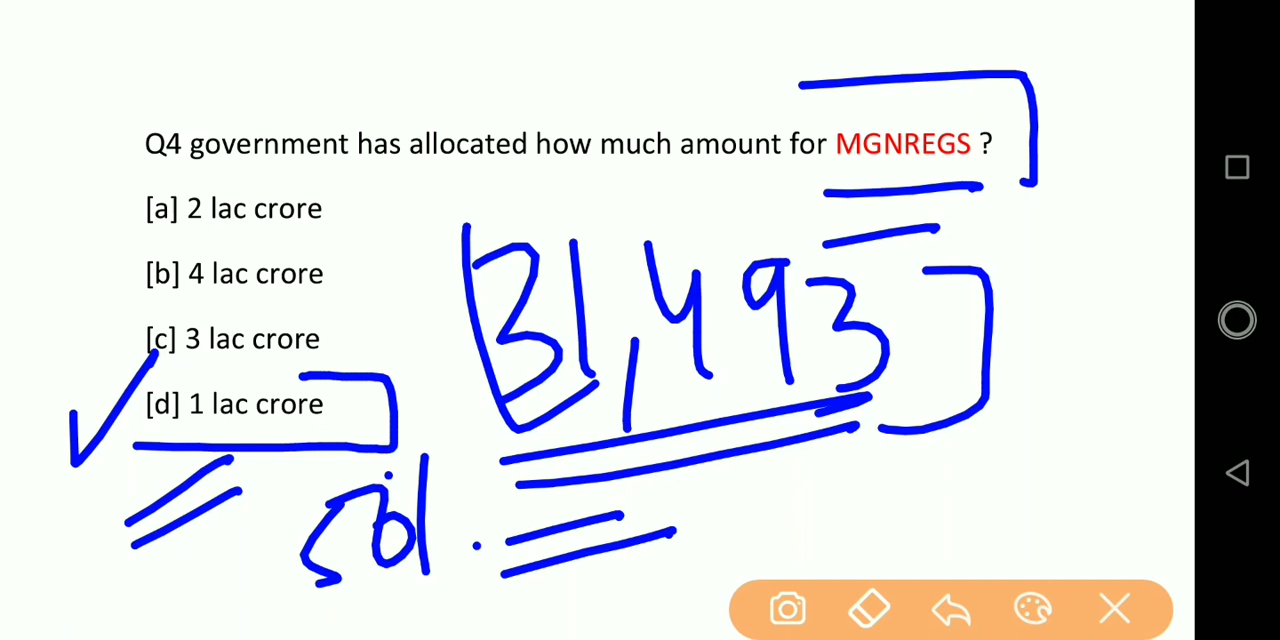 Q4 government has allocated how much amount for MGNREGS ?
[a] 2 lac crore
[b] 4 lac crore
31,493
[c] 3 lac crore
[d] 1 lac crore